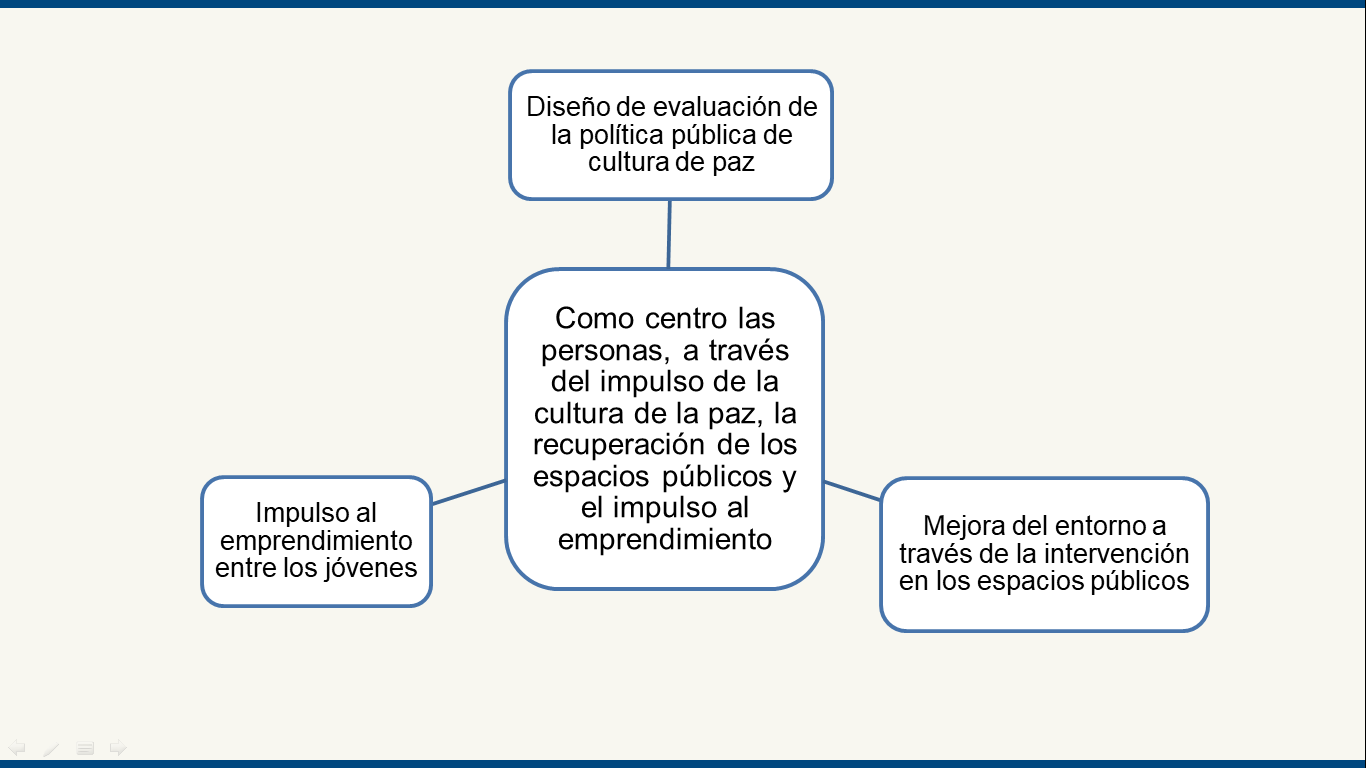 Diseño de evaluación de
la política pública de
cultura de paz
Como centro las
personas, a través
del impulso de la
cultura de la paz, la
recuperación de los
espacios públicos y
el impulso al
emprendimiento
Impulso al
emprendimiento
entre los jóvenes
Mejora del entorno a
través de la intervención
en los espacios públicos